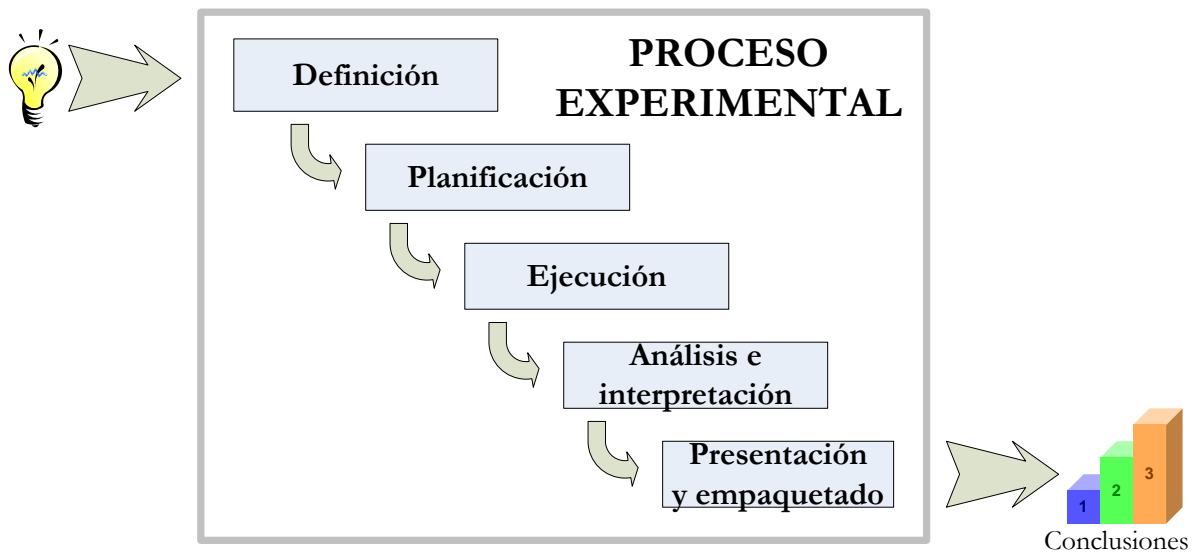 PROCESO
EXPERIMENTAL
Definición
Planificación
Ejecución
Análisis e
interpretación
Presentación
y empaquetado
1
2
3
Conclusiones